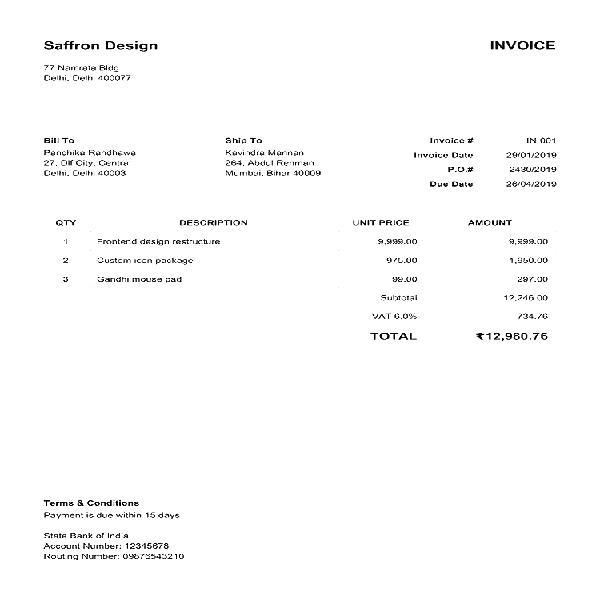 Saffron Design
INVOICE
77 Namrata Bldg
Delhi, Delhi 400077
Bill To
Panchika Randhawa
27, Dlf City, Centra
Delhi, Delhi 40003
Ship To
Kavindra Mannan
264, Abdul Rehman
Mumbai, Bihar 40009
Invoice # IN-001
Invoice Date 29/01/2019
P.O.# 2430/2019
Due Date 26/04/2019
QTY DESCRIPTION UNIT PRICE AMOUNT
1 Frontend design restructure 9,999.00 9,999.00
2 Custom icon package 975.00 1,950.00
3 Gandhi mouse pad 99.00 297.00
Subtotal 12,246.00
VAT 6.0% 734.76
TOTAL ₹12,980.76
Terms & Conditions
Payment is due within 15 days
State Bank of India
Account Number: 12345678
Routing Number: 09876543210